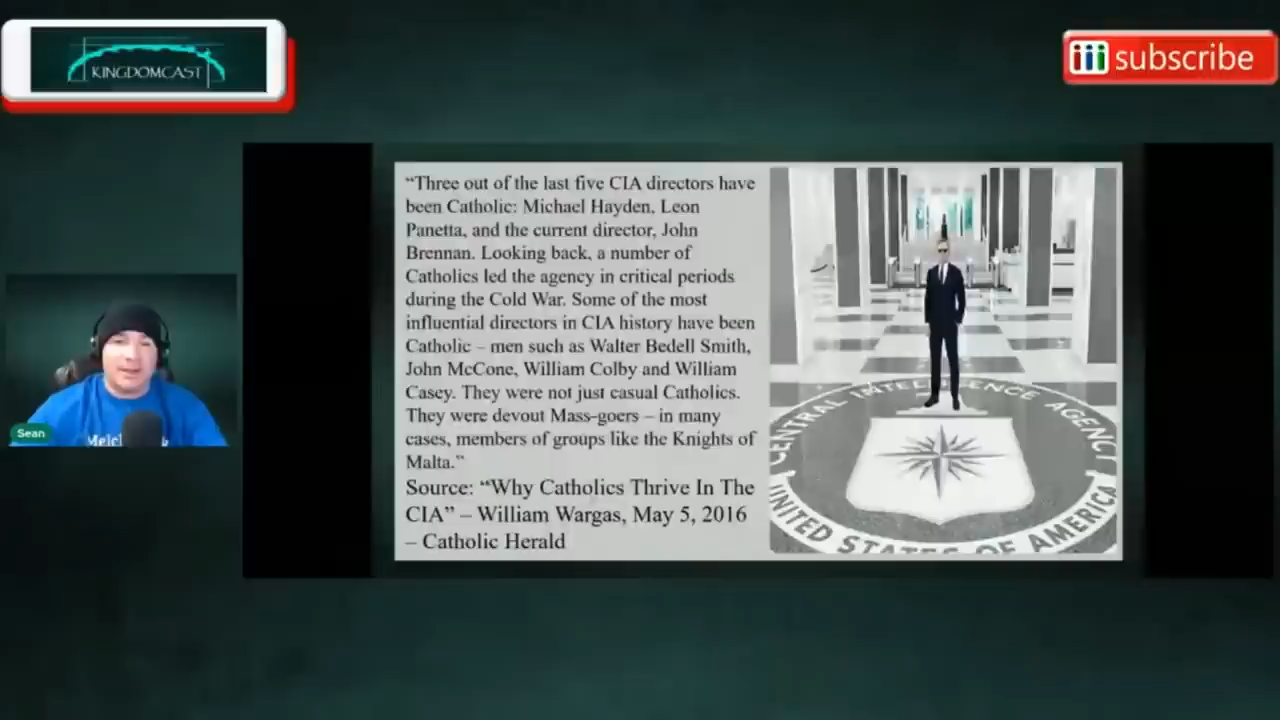 KINGDOMCAST
subscribe
“Three out of the last five CIA directors have
been Catholic: Michael Hayden, Leon
Panetta, and the current director, John
Brennan. Looking back, a number of
Catholics led the agency in critical periods
during the Cold War. Some of the most
influential directors in CIA history have been
Catholic – men such as Walter Bedell Smith,
John McCone, William Colby and William
Casey. They were not just casual Catholics.
They were devout Mass-goers – in many
cases, members of groups like the Knights of
Malta.”
Source: “Why Catholics Thrive In The
CIA” – William Wargas, May 5, 2016
– Catholic Herald
CENTRAL INTELLIGENCE AGENCY
UNITED STATES OF AMERICA
Sean